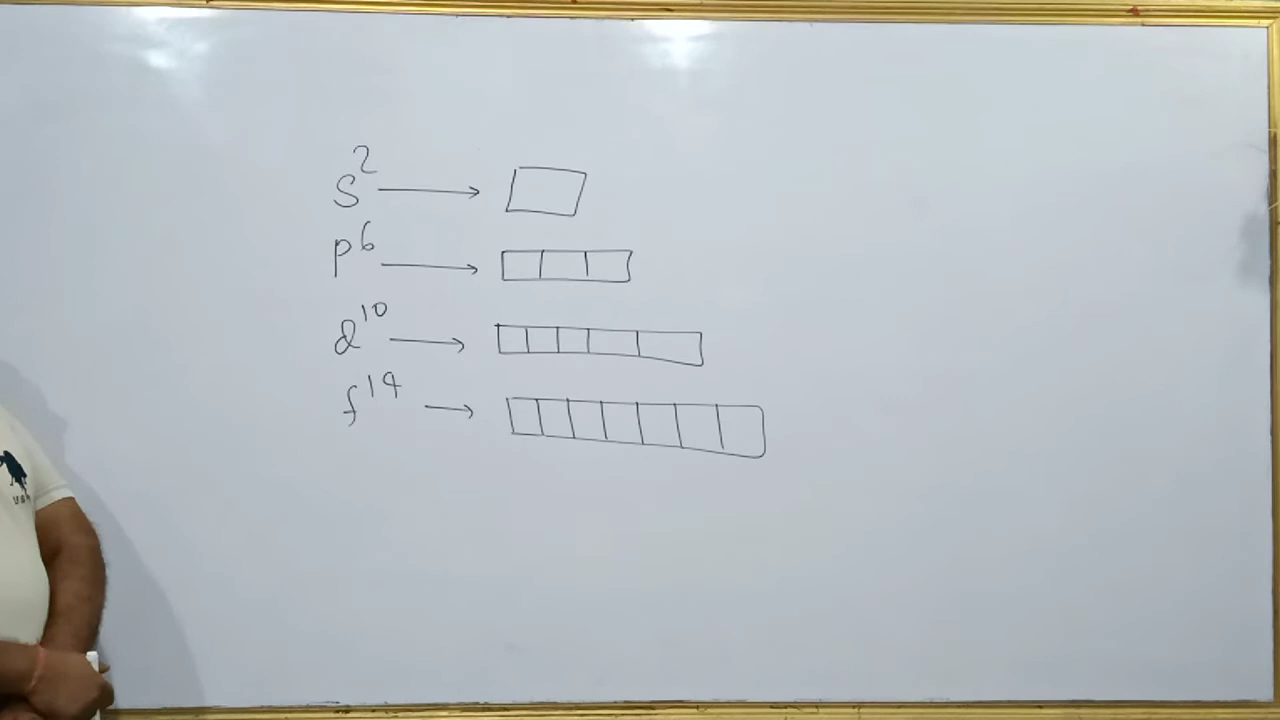 s² →
p⁶ →
d¹⁰ →
f¹⁴ →